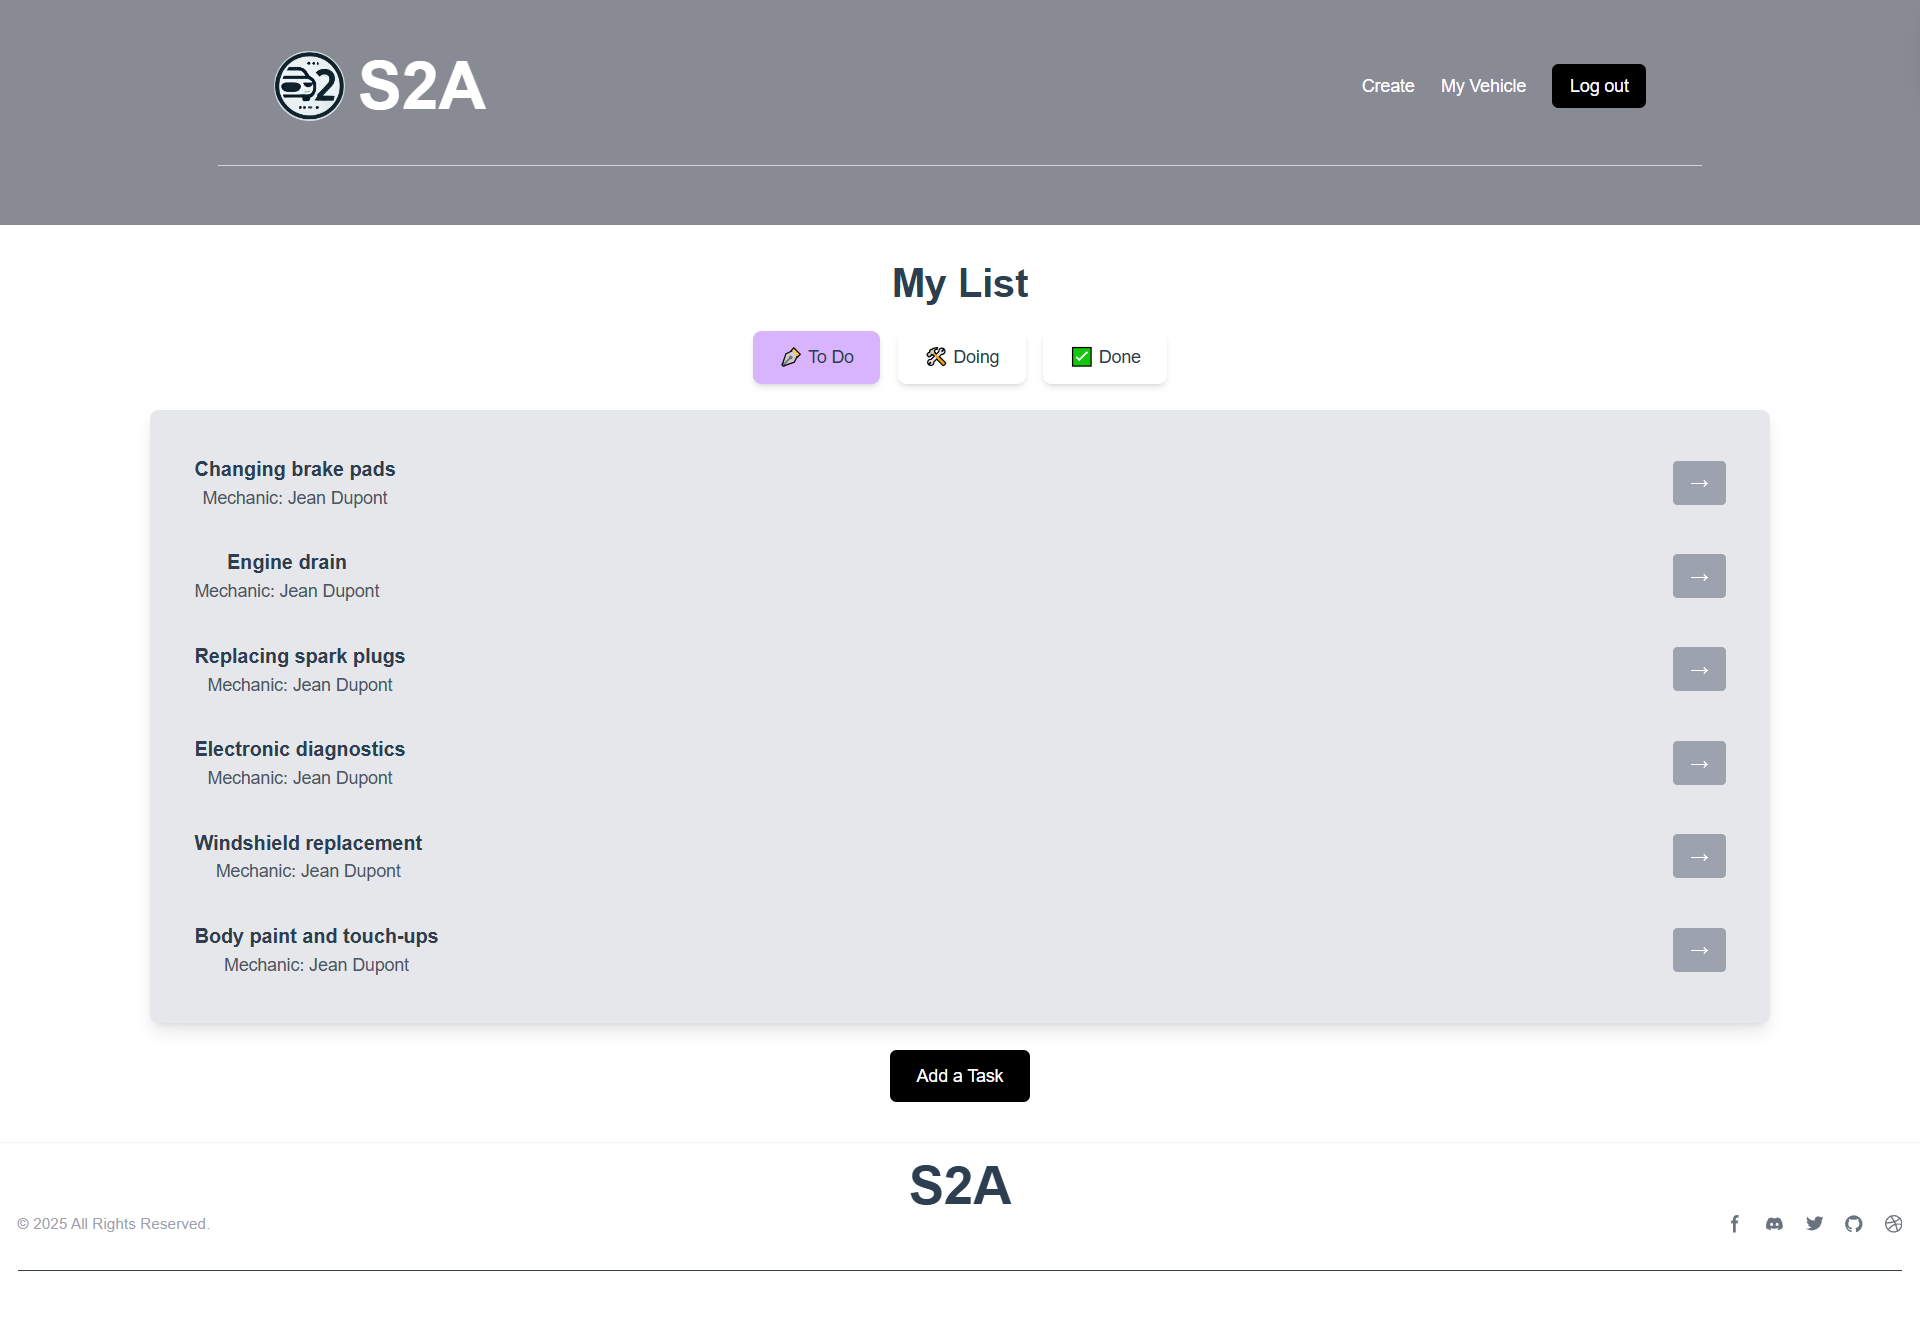 2 S2A
Create My Vehicle Log out
My List
To Do Doing Done
Changing brake pads
Mechanic: Jean Dupont
→
Engine drain
Mechanic: Jean Dupont
→
Replacing spark plugs
Mechanic: Jean Dupont
→
Electronic diagnostics
Mechanic: Jean Dupont
→
Windshield replacement
Mechanic: Jean Dupont
→
Body paint and touch-ups
Mechanic: Jean Dupont
→
Add a Task
S2A
© 2025 All Rights Reserved.